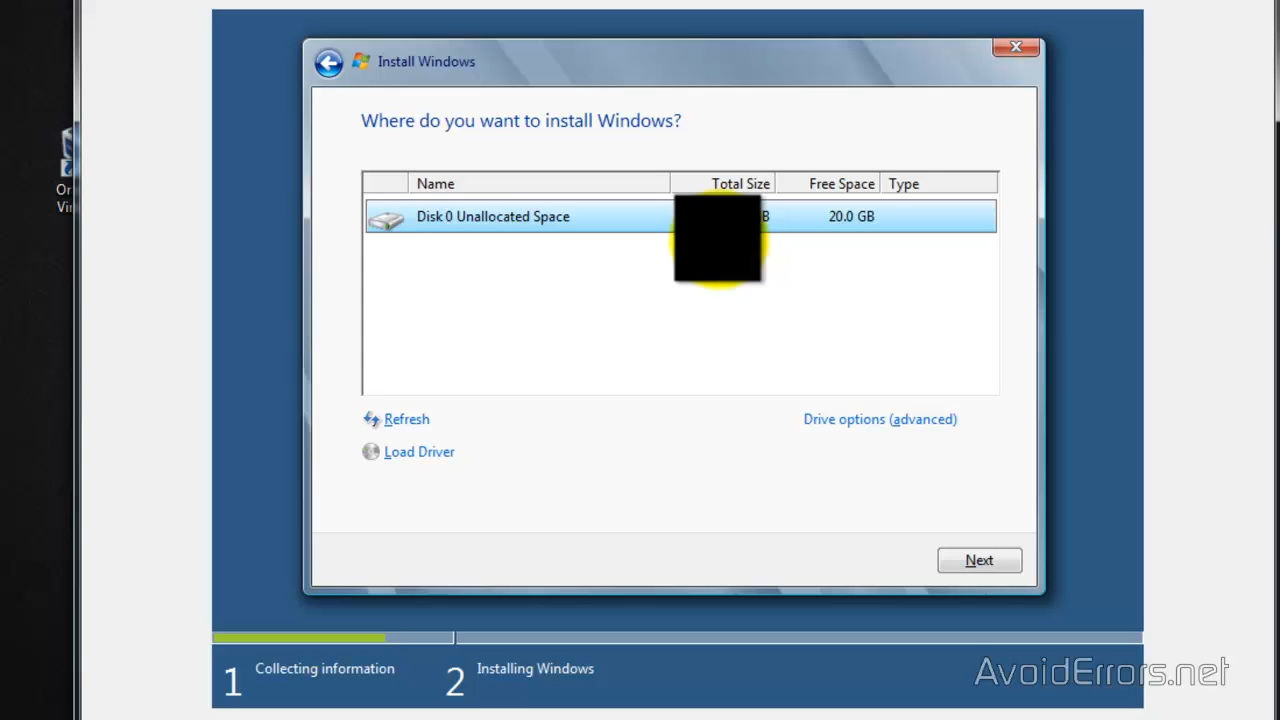 Install Windows
Where do you want to install Windows?
Name Total Size Free Space Type
Disk 0 Unallocated Space 20.0 GB
Refresh Drive options (advanced)
Load Driver
Next
1 Collecting information 2 Installing Windows
AvoidErrors.net